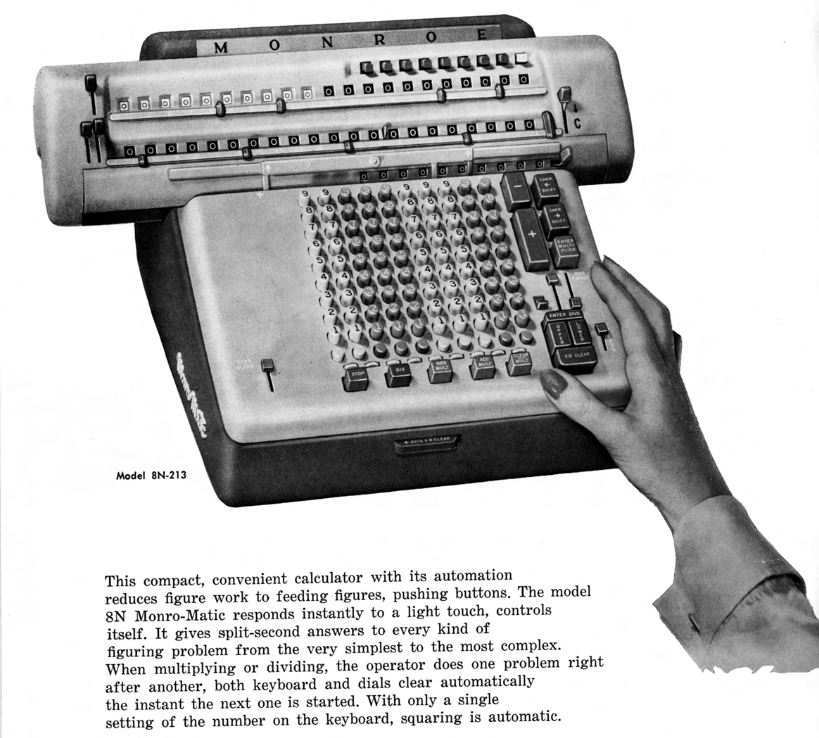 MONROE
C
Model 8N-213
This compact, convenient calculator with its automation
reduces figure work to feeding figures, pushing buttons. The model
8N Monro-Matic responds instantly to a light touch, controls
itself. It gives split-second answers to every kind of
figuring problem from the very simplest to the most complex.
When multiplying or dividing, the operator does one problem right
after another, both keyboard and dials clear automatically
the instant the next one is started. With only a single
setting of the number on the keyboard, squaring is automatic.